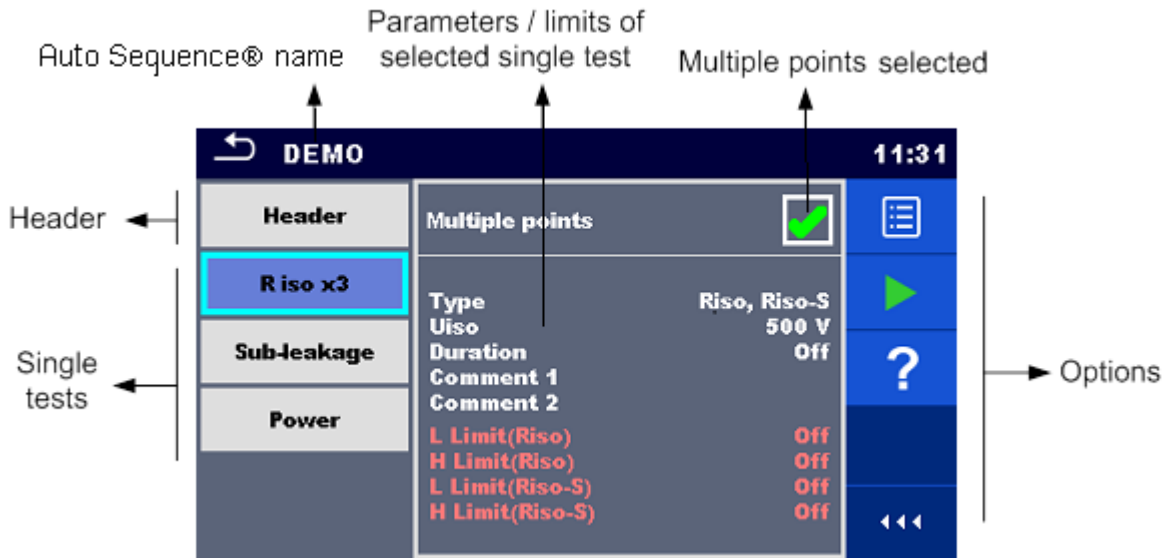 Auto Sequence® name
Parameters / limits of
selected single test
Multiple points selected
DEMO
11:31
Header
Header
Single
tests
R iso x3
Sub-leakage
Power
Multiple points
Type Riso, Riso-S
Uiso 500 V
Duration Off
Comment 1
Comment 2
L Limit(Riso) Off
H Limit(Riso) Off
L Limit(Riso-S) Off
H Limit(Riso-S) Off
?
Options